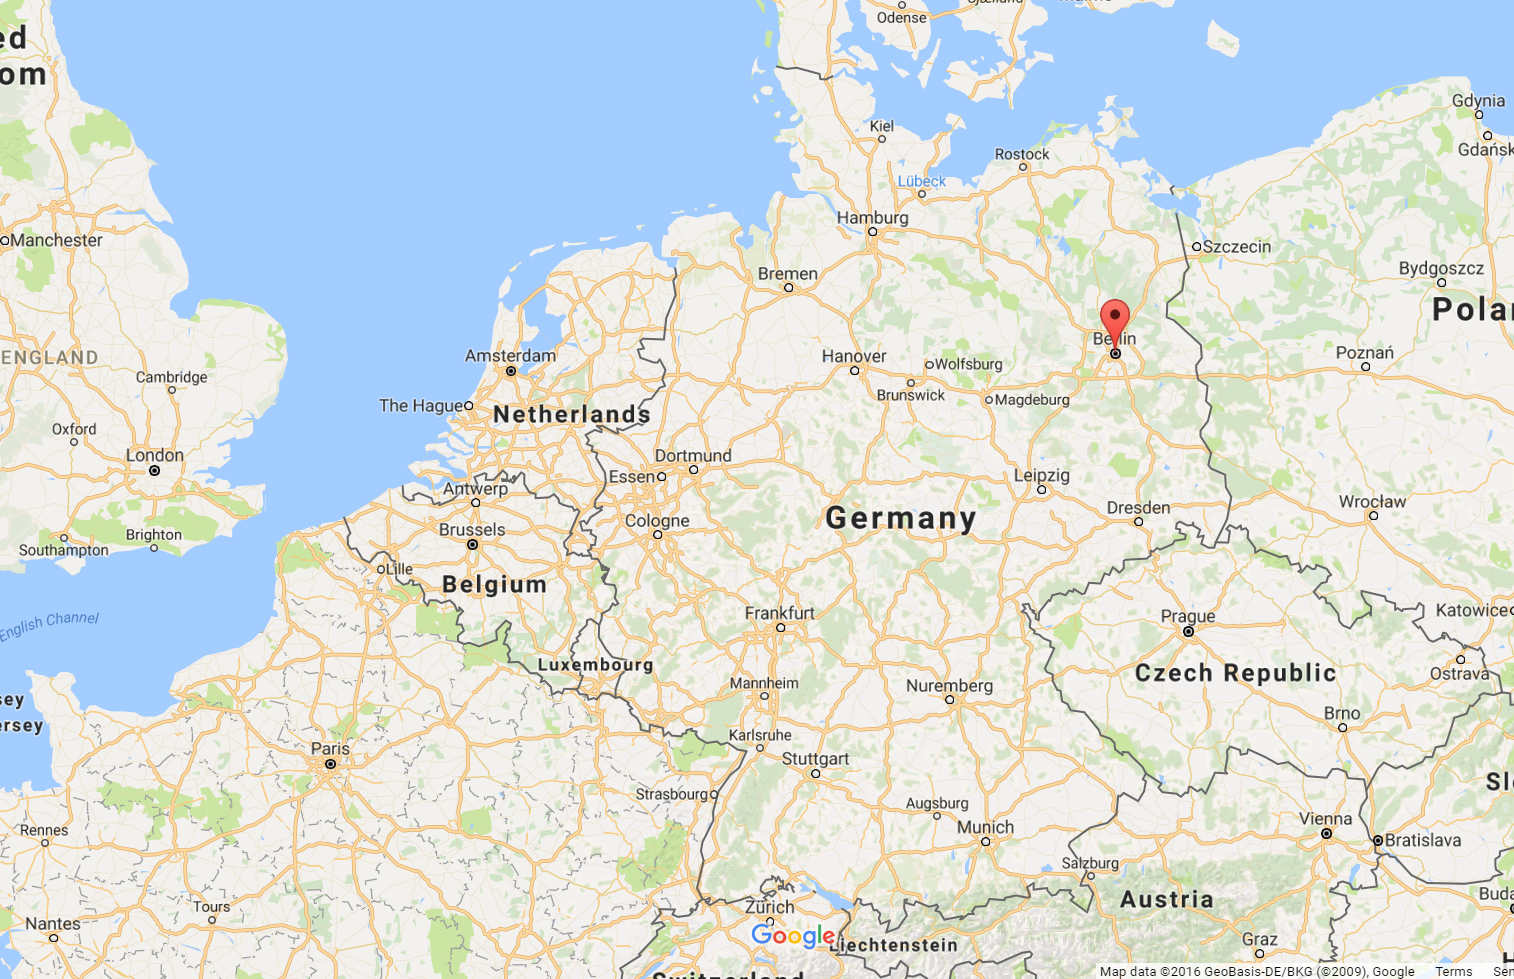 Odense
ed
om
Gdynia
Kiel
Gdańsk
Rostock
Lübeck
Hamburg
Manchester
Szczecin
Bremen
Bydgoszcz
Pola
Berlin
ENGLAND
Amsterdam
Hanover
Poznań
Wolfsburg
Cambridge
Brunswick
The Hague
Magdeburg
Netherlands
Oxford
London
Dortmund
Essen
Leipzig
Antwerp
Wrocław
Dresden
Germany
Cologne
Brussels
Brighton
Southampton
Lille
Belgium
Katowice
English Channel
Frankfurt
Prague
Luxembourg
Czech Republic
Ostrava
Mannheim
Nuremberg
sey
ersey
Brno
Karlsruhe
Paris
Stuttgart
Slo
Strasbourg
Augsburg
Vienna
Rennes
Munich
Bratislava
Salzburg
Buda
Austria
Tours
Zürich
Nantes
Google
Liechtenstein
Graz
H
Switzerland
Map data ©2016 GeoBasis-DE/BKG (©2009), Google Terms Sen